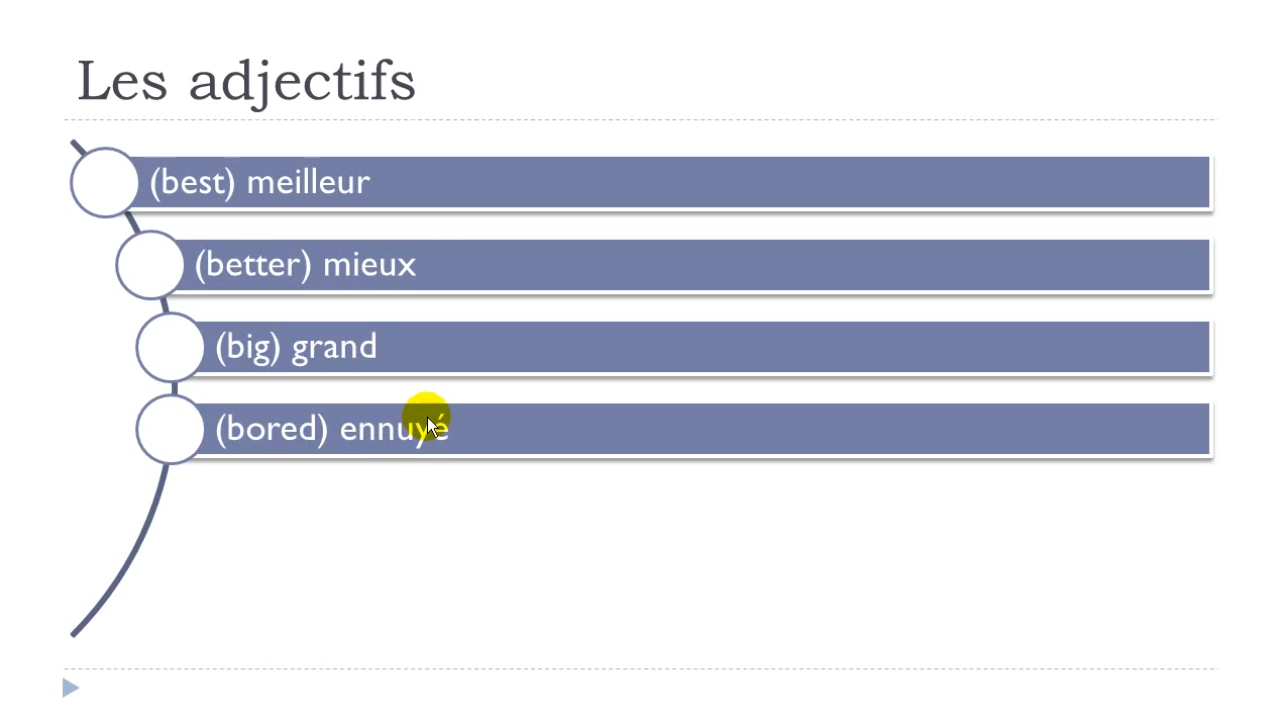 Les adjectifs
(best) meilleur
(better) mieux
(big) grand
(bored) ennuyé